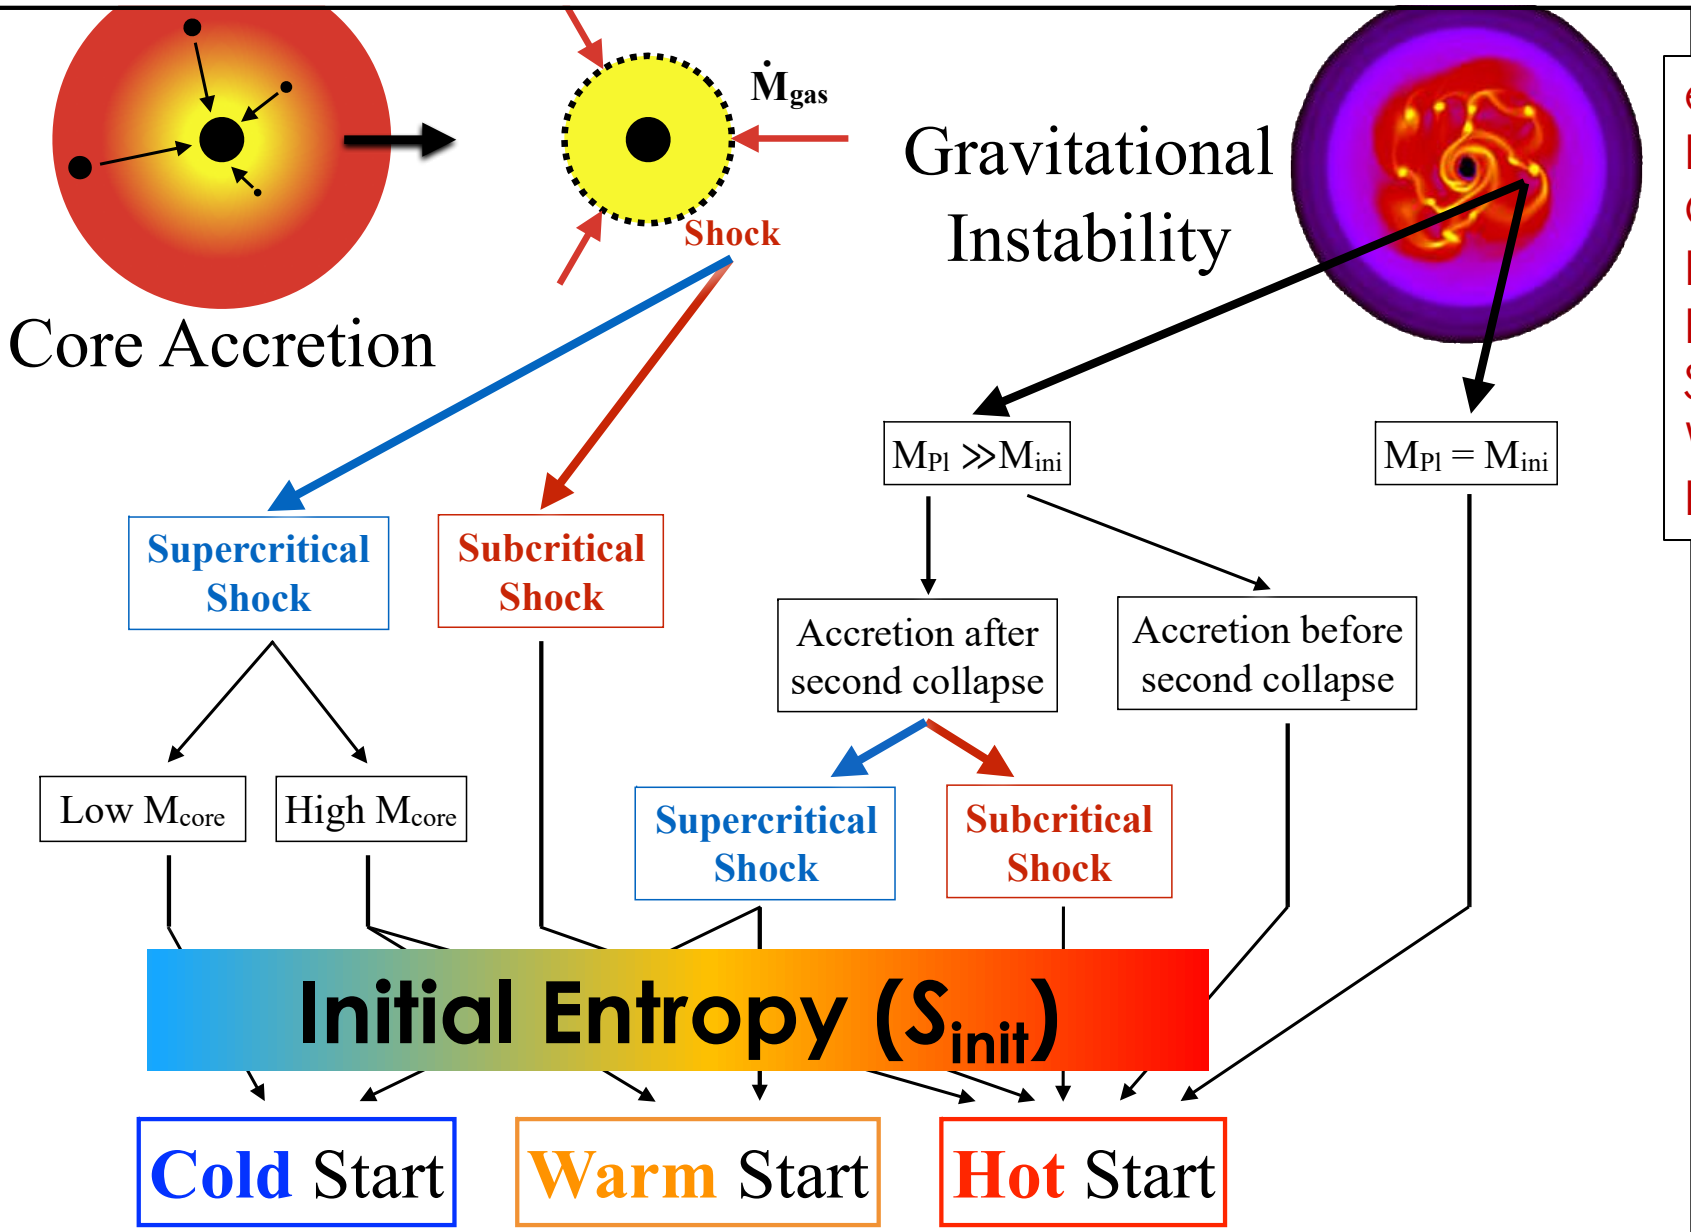 Ṁgas
Shock
Core Accretion
Gravitational
Instability
MPl ≫Mini
MPl = Mini
Supercritical
Shock
Subcritical
Shock
Accretion after
second collapse
Accretion before
second collapse
Low Mcore
High Mcore
Supercritical
Shock
Subcritical
Shock
Initial Entropy (Sinit)
Cold Start
Warm Start
Hot Start